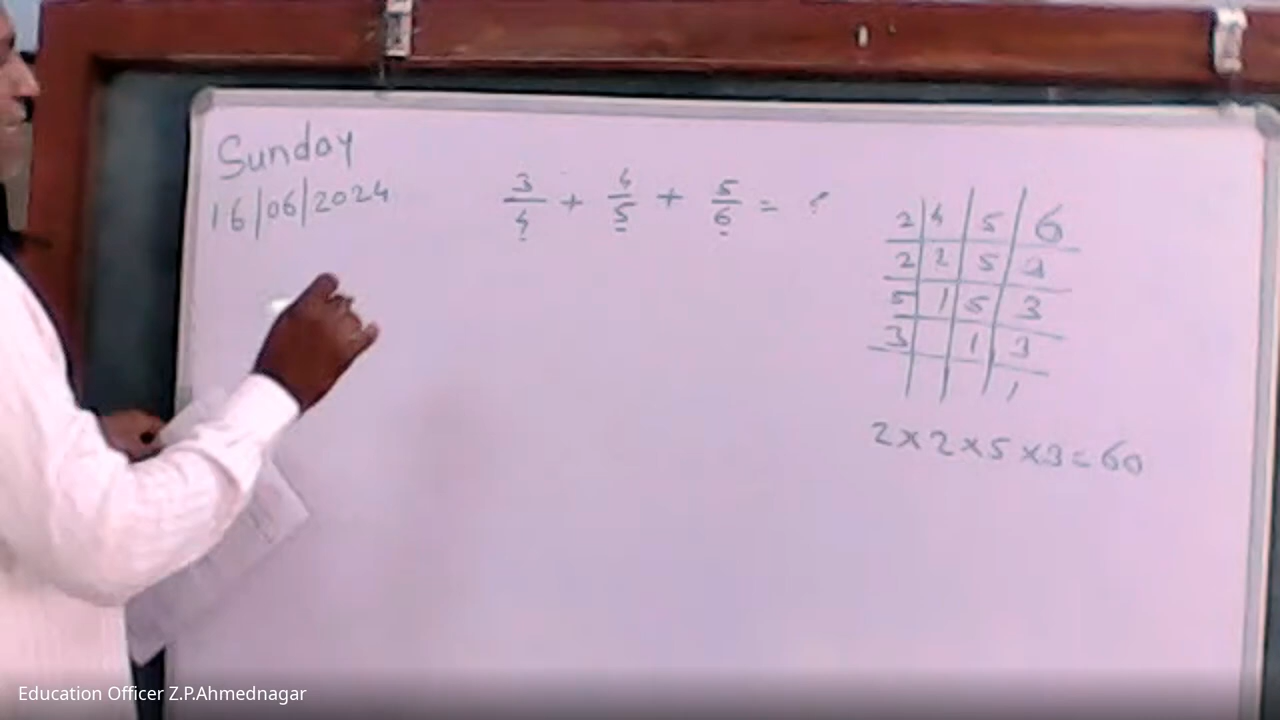 Sunday
16/06/2024
3/4 + 4/5 + 5/6 = ?
2 4 5 6
2 2 5 3
5 1 5 3
3 1 3
1
2 x 2 x 5 x 3 = 60
Education Officer Z.P.Ahmednagar